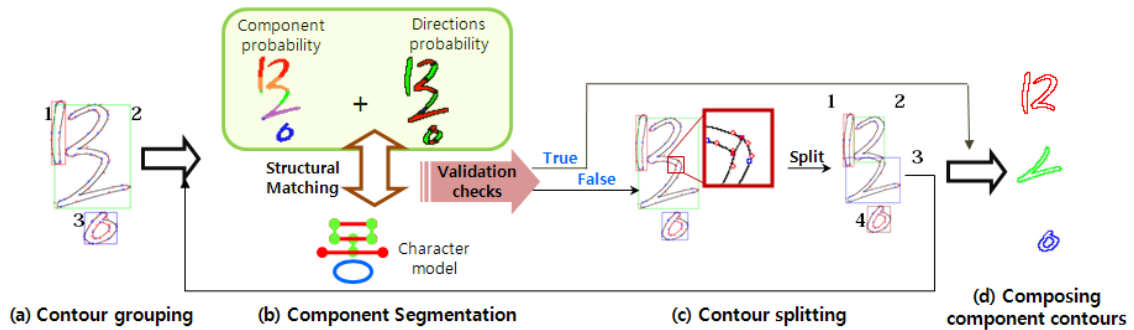 Component probability
Directions probability
+
1 2
3
Structural Matching
Validation checks
True
False
Character model
Split
1 2
3
4
(a) Contour grouping
(b) Component Segmentation
(c) Contour splitting
(d) Composing component contours